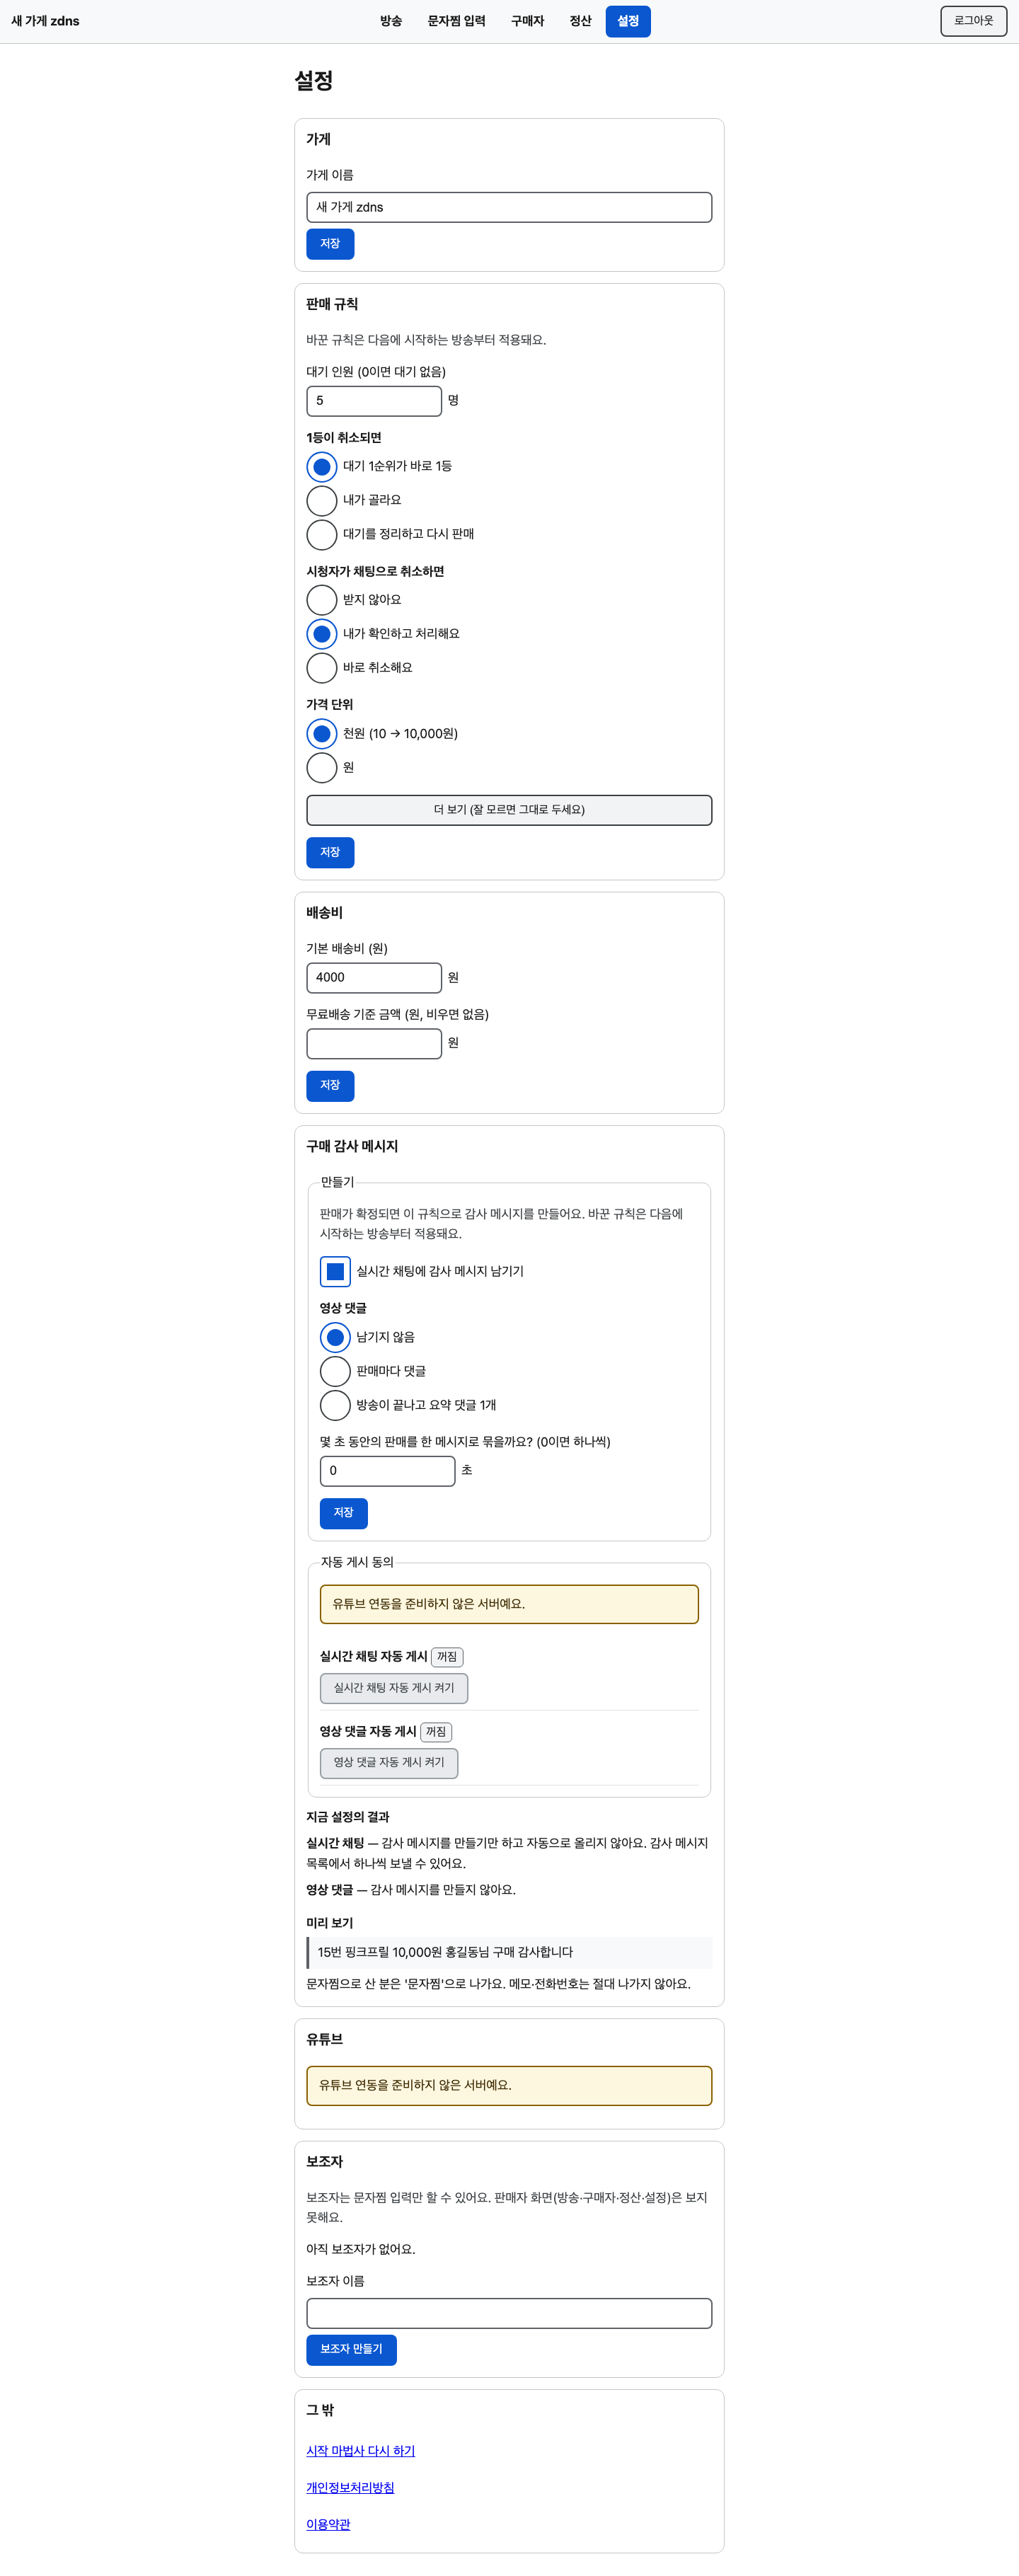 새 가게 zdns
방송
문자찜 입력
구매자
정산
설정
로그아웃
설정
가게
가게 이름
새 가게 zdns
저장
판매 규칙
바꾼 규칙은 다음에 시작하는 방송부터 적용돼요.
대기 인원 (0이면 대기 없음)
5 명
1등이 취소되면
대기 1순위가 바로 1등
내가 골라요
대기를 정리하고 다시 판매
시청자가 채팅으로 취소하면
받지 않아요
내가 확인하고 처리해요
바로 취소해요
가격 단위
천원 (10 → 10,000원)
원
더 보기 (잘 모르면 그대로 두세요)
저장
배송비
기본 배송비 (원)
4000 원
무료배송 기준 금액 (원, 비우면 없음)
원
저장
구매 감사 메시지
만들기
판매가 확정되면 이 규칙으로 감사 메시지를 만들어요. 바꾼 규칙은 다음에
시작하는 방송부터 적용돼요.
실시간 채팅에 감사 메시지 남기기
영상 댓글
남기지 않음
판매마다 댓글
방송이 끝나고 요약 댓글 1개
몇 초 동안의 판매를 한 메시지로 묶을까요? (0이면 하나씩)
0 초
저장
자동 게시 동의
유튜브 연동을 준비하지 않은 서버예요.
실시간 채팅 자동 게시 꺼짐
실시간 채팅 자동 게시 켜기
영상 댓글 자동 게시 꺼짐
영상 댓글 자동 게시 켜기
지금 설정의 결과
실시간 채팅 — 감사 메시지를 만들기만 하고 자동으로 올리지 않아요. 감사 메시지
목록에서 하나씩 보낼 수 있어요.
영상 댓글 — 감사 메시지를 만들지 않아요.
미리 보기
15번 핑크프릴 10,000원 홍길동님 구매 감사합니다
문자찜으로 산 분은 '문자찜'으로 나가요. 메모·전화번호는 절대 나가지 않아요.
유튜브
유튜브 연동을 준비하지 않은 서버예요.
보조자
보조자는 문자찜 입력만 할 수 있어요. 판매자 화면(방송·구매자·정산·설정)은 보지
못해요.
아직 보조자가 없어요.
보조자 이름
보조자 만들기
그 밖
시작 마법사 다시 하기
개인정보처리방침
이용약관